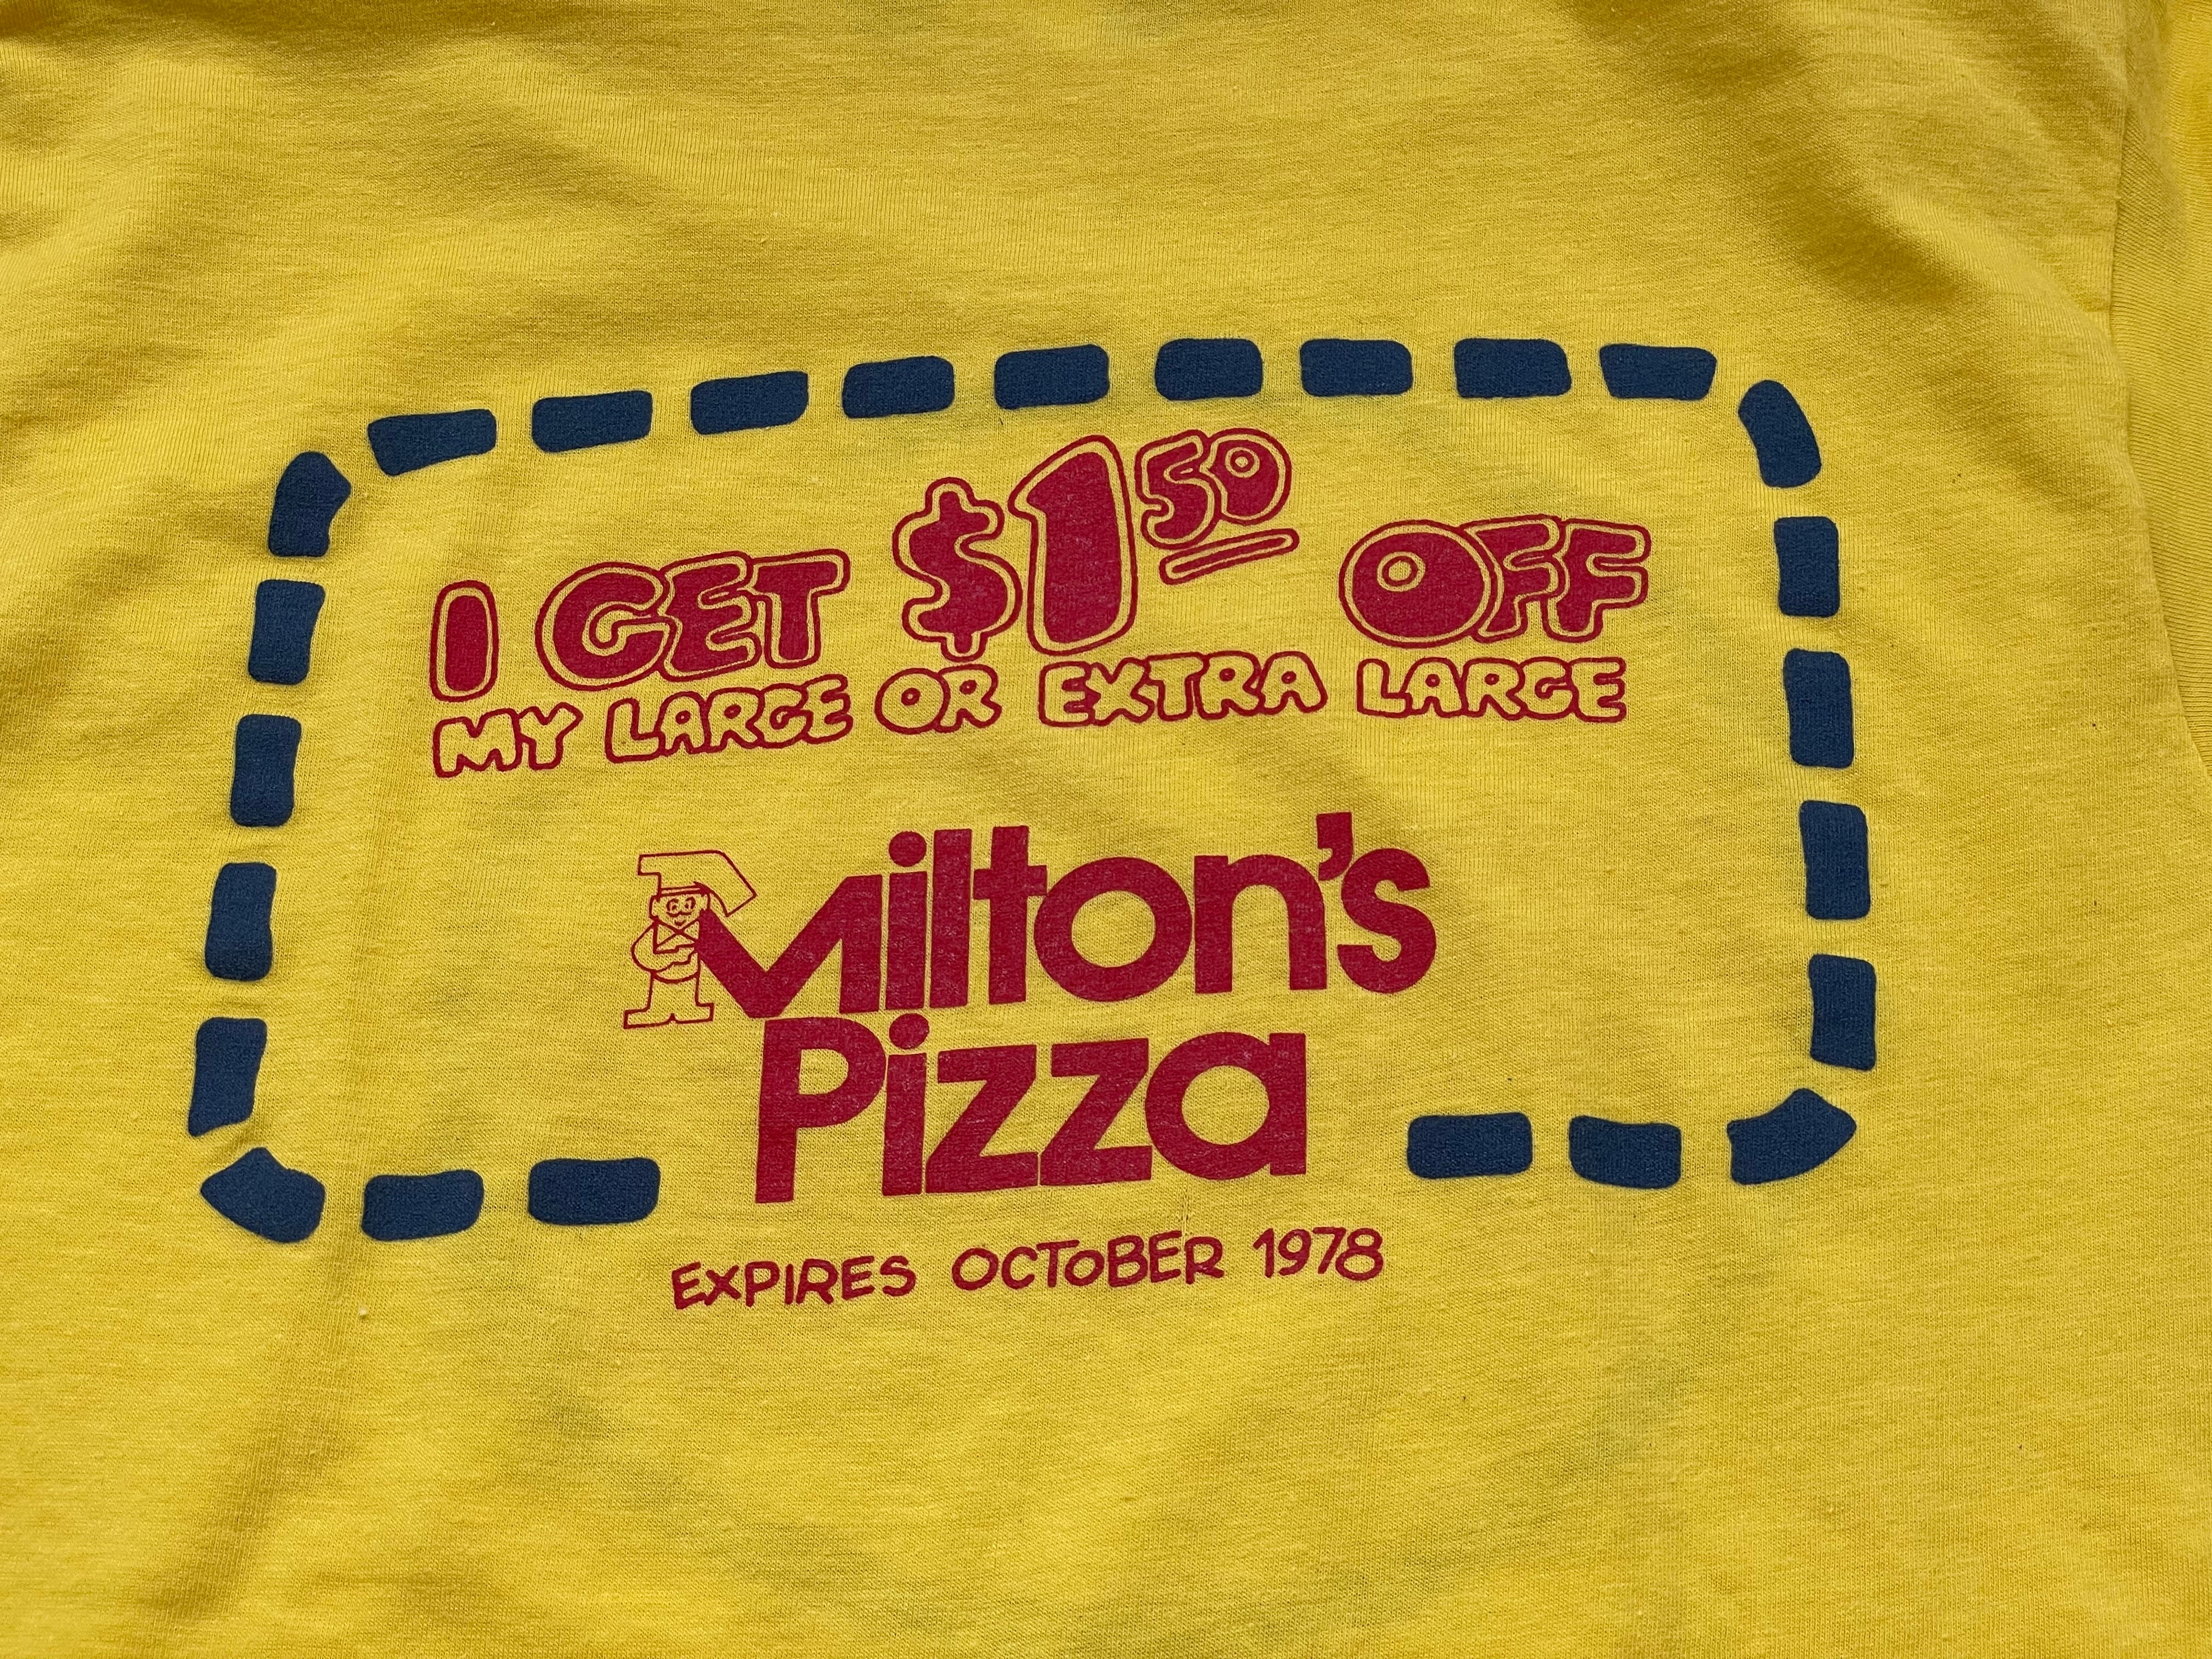 I GET $1 50 OFF
MY LARGE OR EXTRA LARGE
Milton's
Pizza
EXPIRES OCTOBER 1978